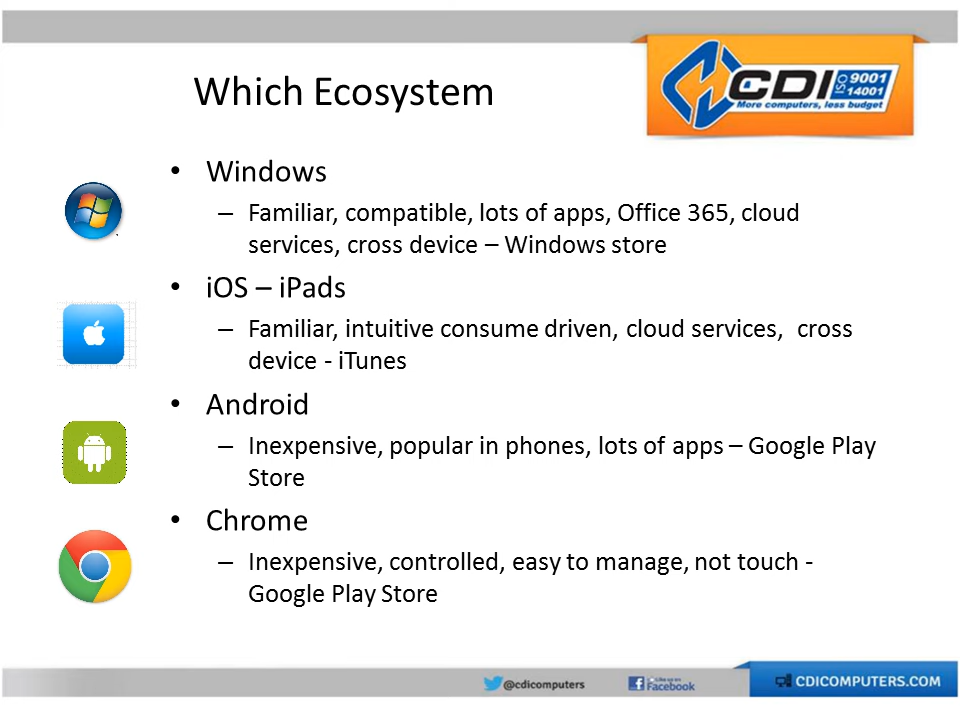 Which Ecosystem
CDI ISO 9001 14001
More computers, less budget
• Windows
– Familiar, compatible, lots of apps, Office 365, cloud
services, cross device – Windows store
• iOS – iPads
– Familiar, intuitive consume driven, cloud services,  cross
device - iTunes
• Android
– Inexpensive, popular in phones, lots of apps – Google Play
Store
• Chrome
– Inexpensive, controlled, easy to manage, not touch -
Google Play Store
@cdicomputers
Like us on
Facebook
CDICOMPUTERS.COM